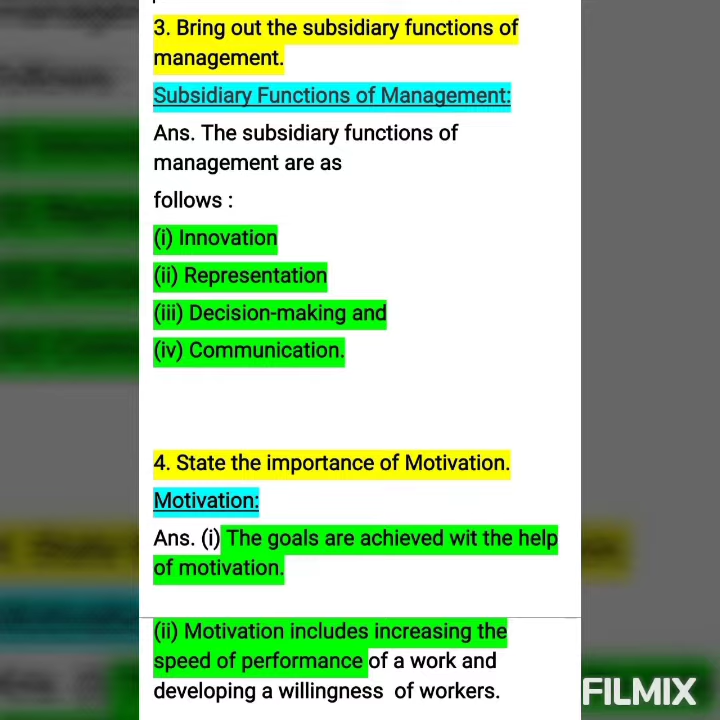 3. Bring out the subsidiary functions of
management.
Subsidiary Functions of Management:
Ans. The subsidiary functions of
management are as
follows :
(i) Innovation
(ii) Representation
(iii) Decision-making and
(iv) Communication.
4. State the importance of Motivation.
Motivation:
Ans. (i) The goals are achieved wit the help
of motivation.
(ii) Motivation includes increasing the
speed of performance of a work and
developing a willingness of workers.
FILMIX